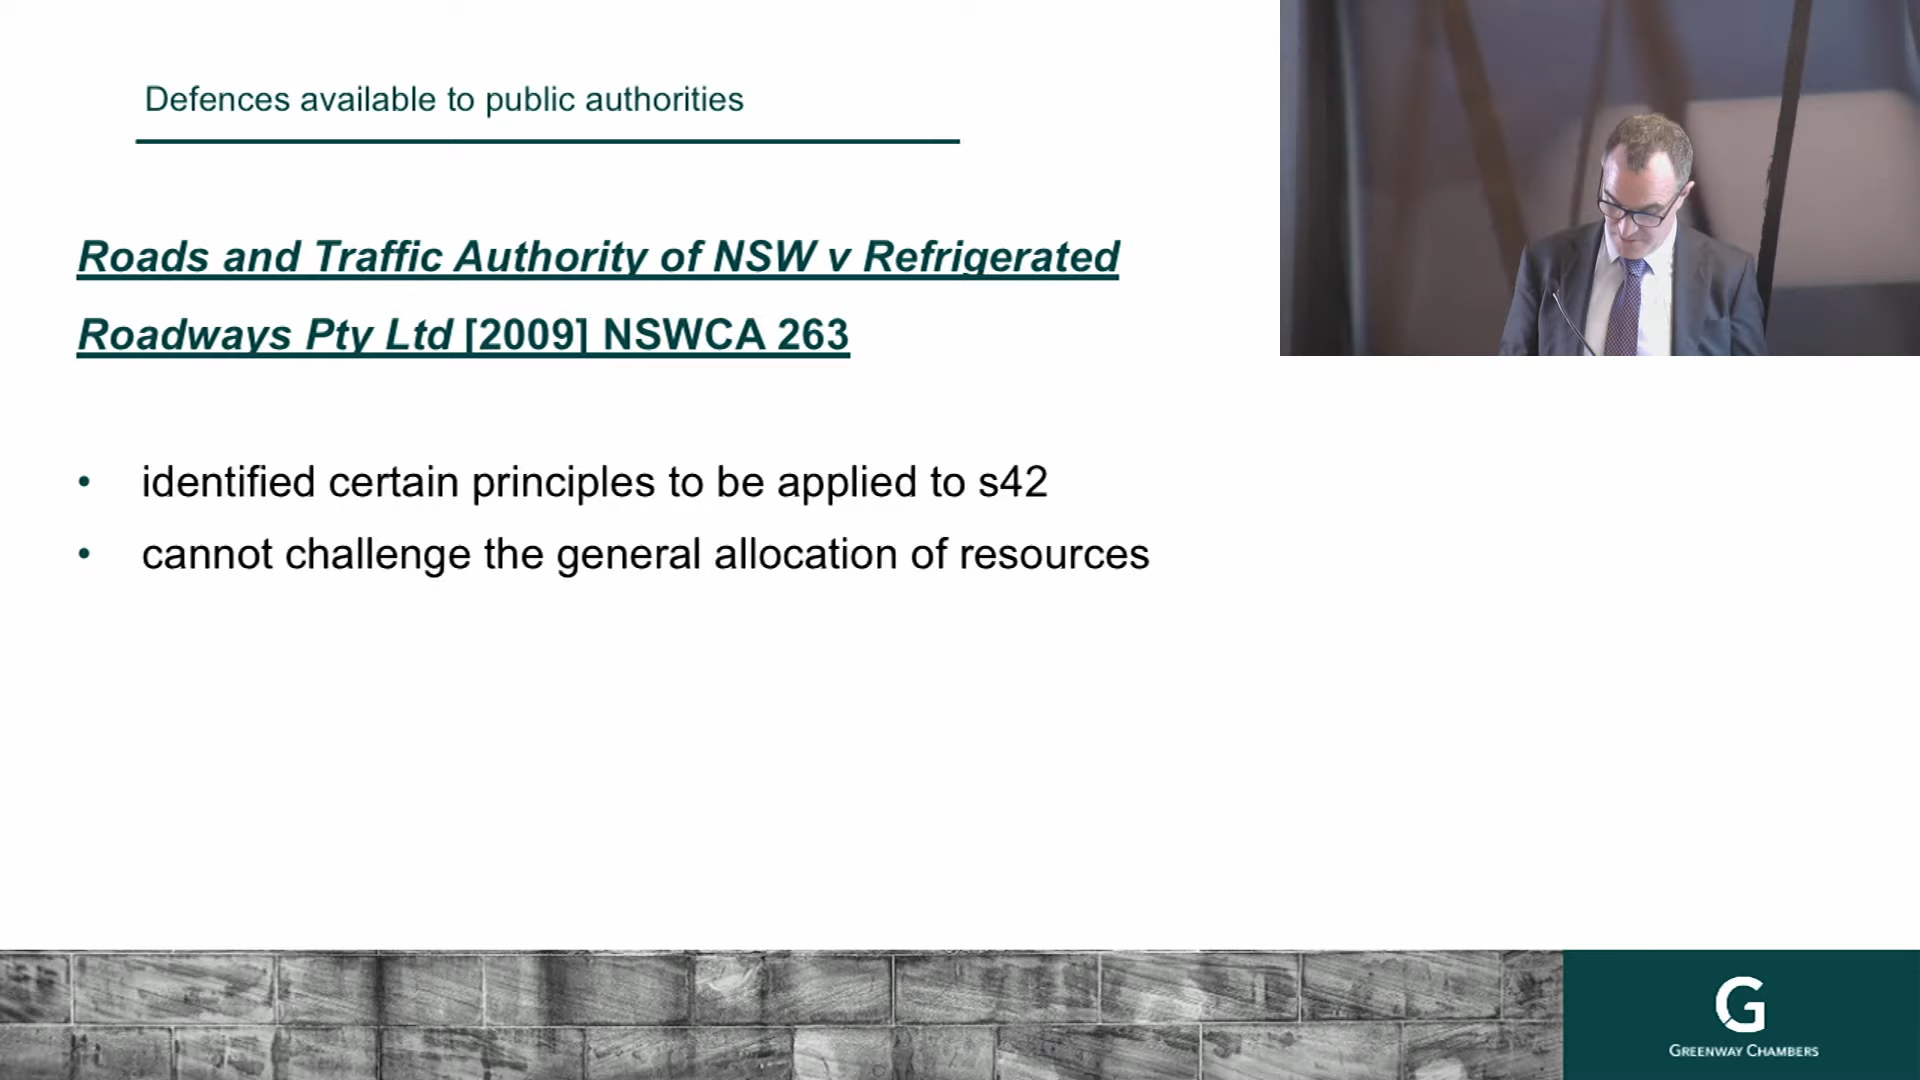 Defences available to public authorities
Roads and Traffic Authority of NSW v Refrigerated
Roadways Pty Ltd [2009] NSWCA 263
• identified certain principles to be applied to s42
• cannot challenge the general allocation of resources
G
GREENWAY CHAMBERS